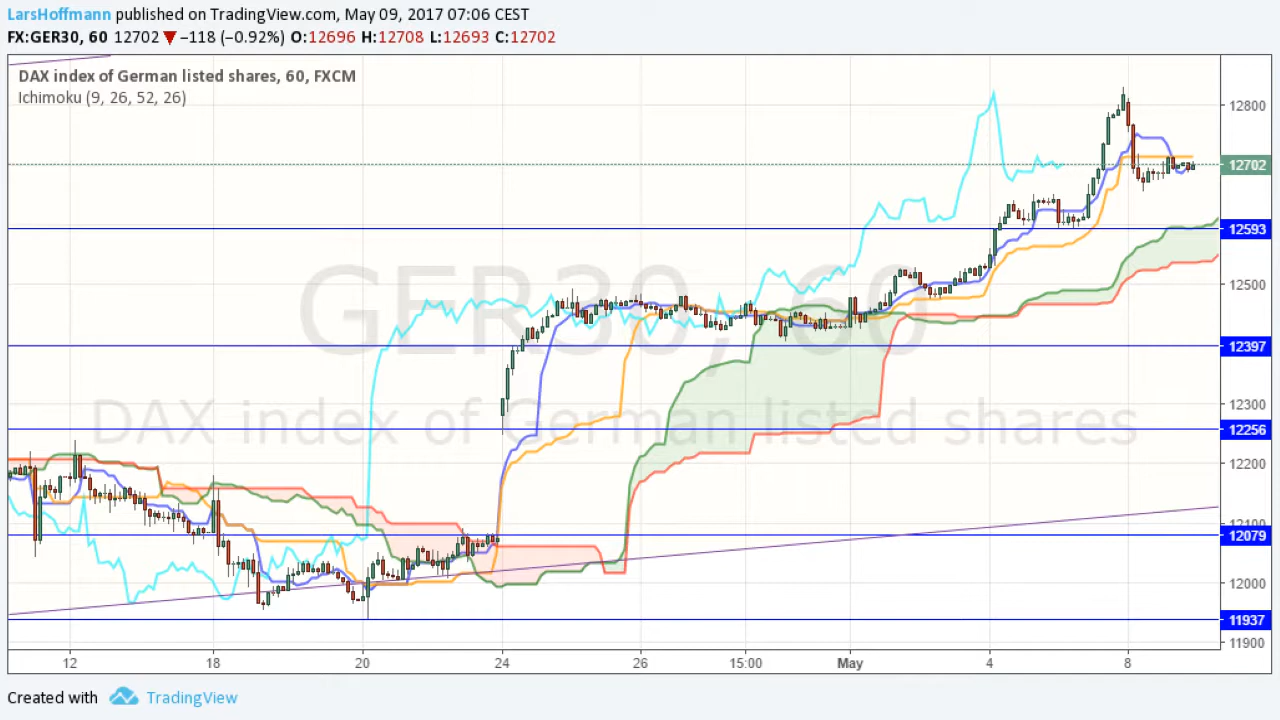 LarsHoffmann published on TradingView.com, May 09, 2017 07:06 CEST
FX:GER30, 60 12702 ▼ −118 (−0.92%) O:12696 H:12708 L:12693 C:12702
DAX index of German listed shares, 60, FXCM
Ichimoku (9, 26, 52, 26)
GER30, 60
DAX index of German listed shares
12800
12702
12593
12500
12397
12300
12256
12200
12100
12079
12000
11937
11900
12 18 20 24 26 15:00 May 4 8
Created with TradingView